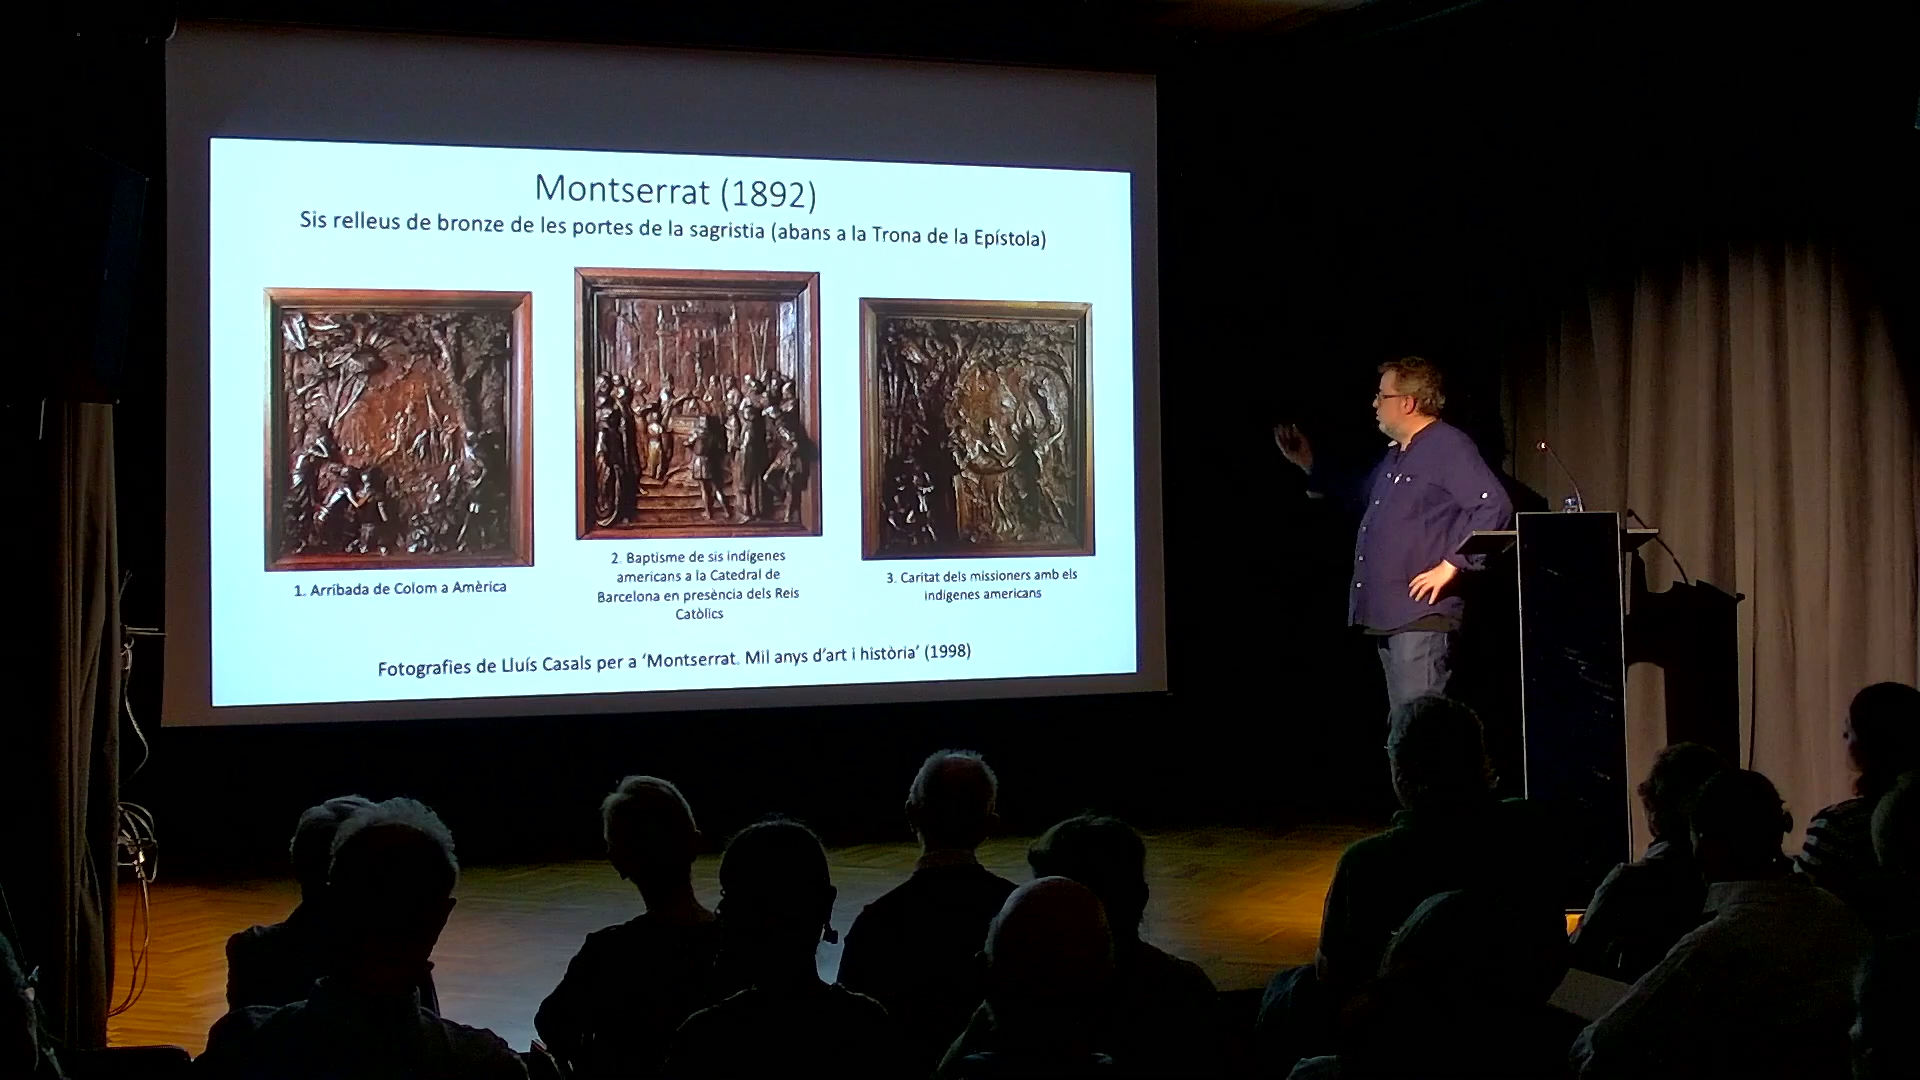 Montserrat (1892)
Sis relleus de bronze de les portes de la sagristia (abans a la Trona de la Epístola)
1. Arribada de Colom a Amèrica
2. Baptisme de sis indígenes
americans a la Catedral de
Barcelona en presència dels Reis
Catòlics
3. Caritat dels missioners amb els
indígenes americans
Fotografies de Lluís Casals per a ‘Montserrat. Mil anys d’art i història’ (1998)